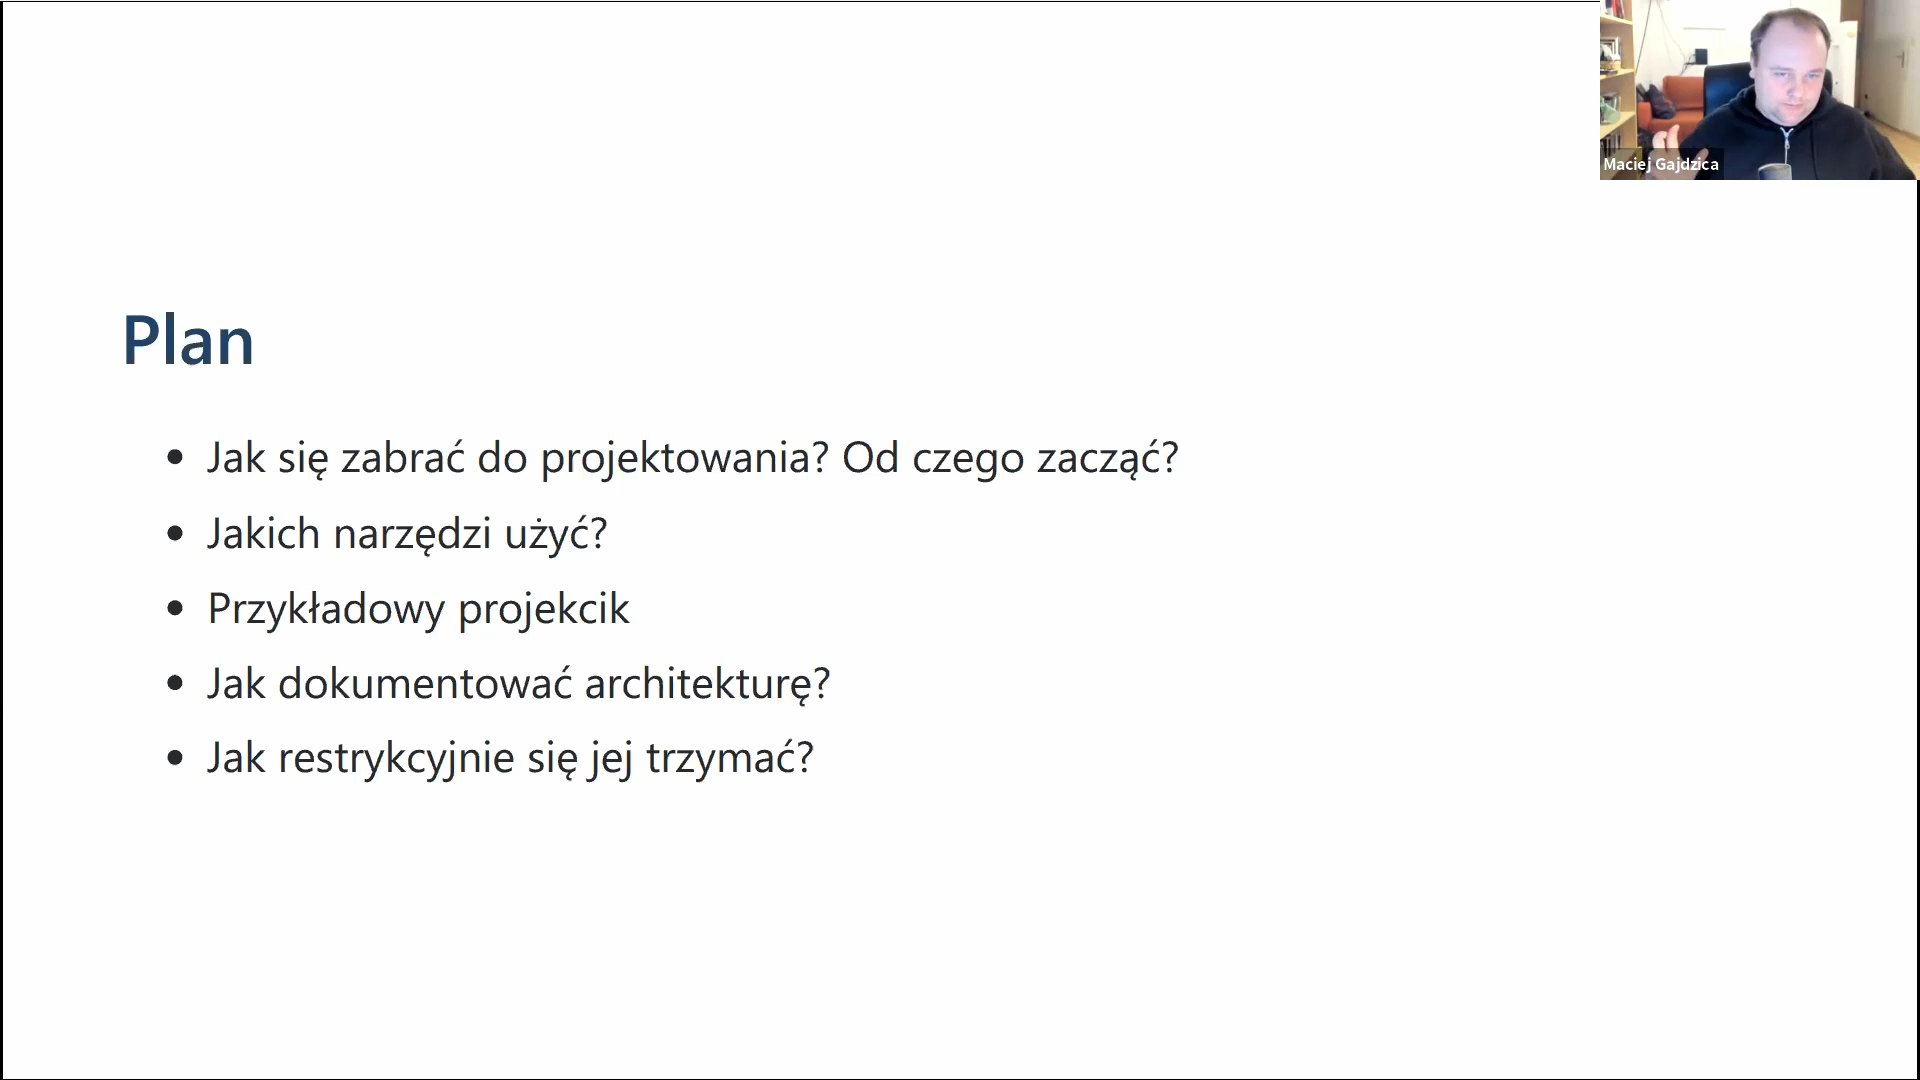 Maciej Gajdzica
Plan
Jak się zabrać do projektowania? Od czego zacząć?
Jakich narzędzi użyć?
Przykładowy projekcik
Jak dokumentować architekturę?
Jak restrykcyjnie się jej trzymać?